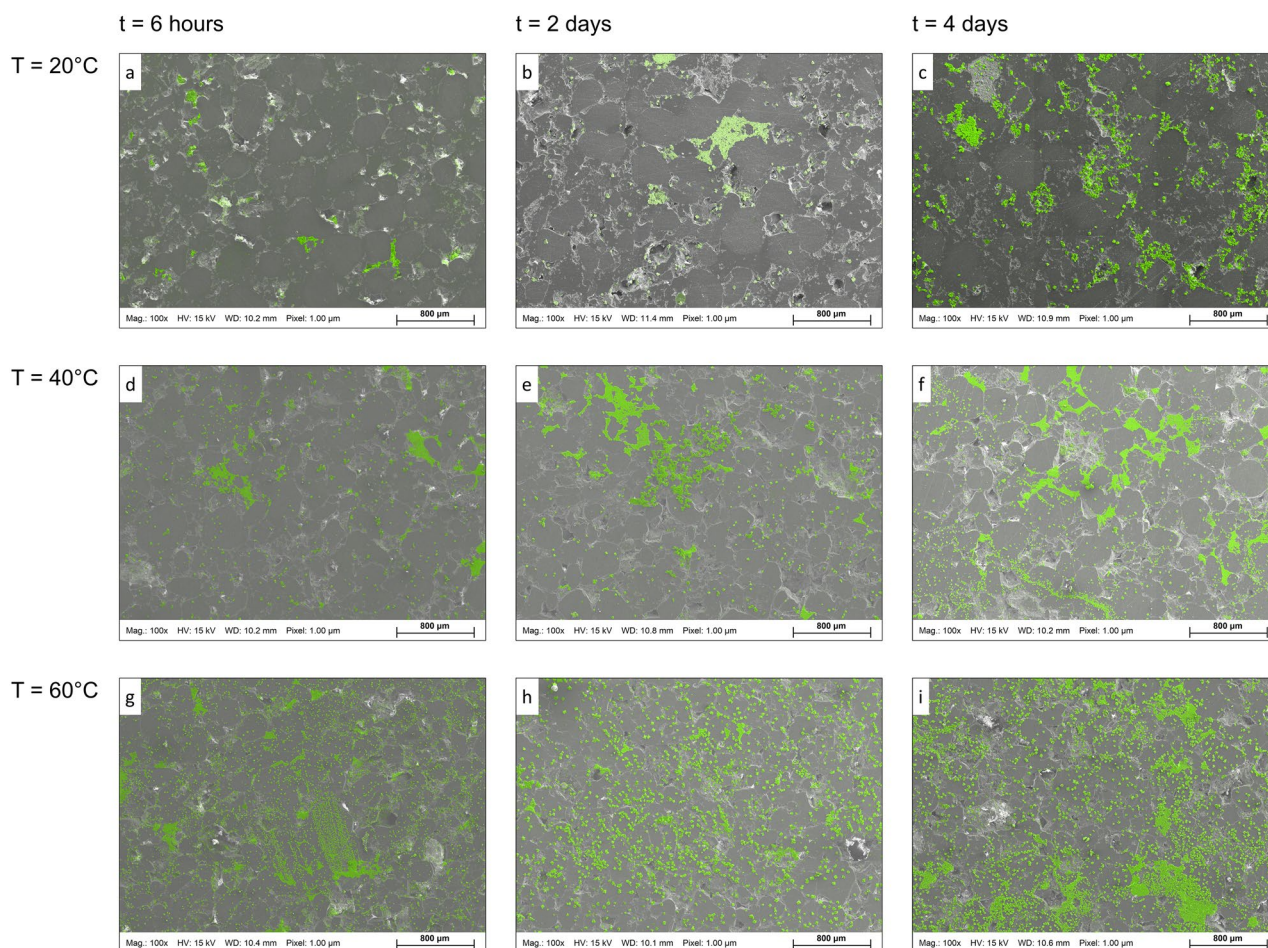 t = 6 hours
t = 2 days
t = 4 days
T = 20°C
a
b
c
Mag.: 100x HV: 15 kV WD: 10.2 mm Pixel: 1.00 µm 800 µm
Mag.: 100x HV: 15 kV WD: 11.4 mm Pixel: 1.00 µm 800 µm
Mag.: 100x HV: 15 kV WD: 10.9 mm Pixel: 1.00 µm 800 µm
T = 40°C
d
e
f
Mag.: 100x HV: 15 kV WD: 10.2 mm Pixel: 1.00 µm 800 µm
Mag.: 100x HV: 15 kV WD: 10.8 mm Pixel: 1.00 µm 800 µm
Mag.: 100x HV: 15 kV WD: 10.2 mm Pixel: 1.00 µm 800 µm
T = 60°C
g
h
i
Mag.: 100x HV: 15 kV WD: 10.4 mm Pixel: 1.00 µm 800 µm
Mag.: 100x HV: 15 kV WD: 10.1 mm Pixel: 1.00 µm 800 µm
Mag.: 100x HV: 15 kV WD: 10.6 mm Pixel: 1.00 µm 800 µm